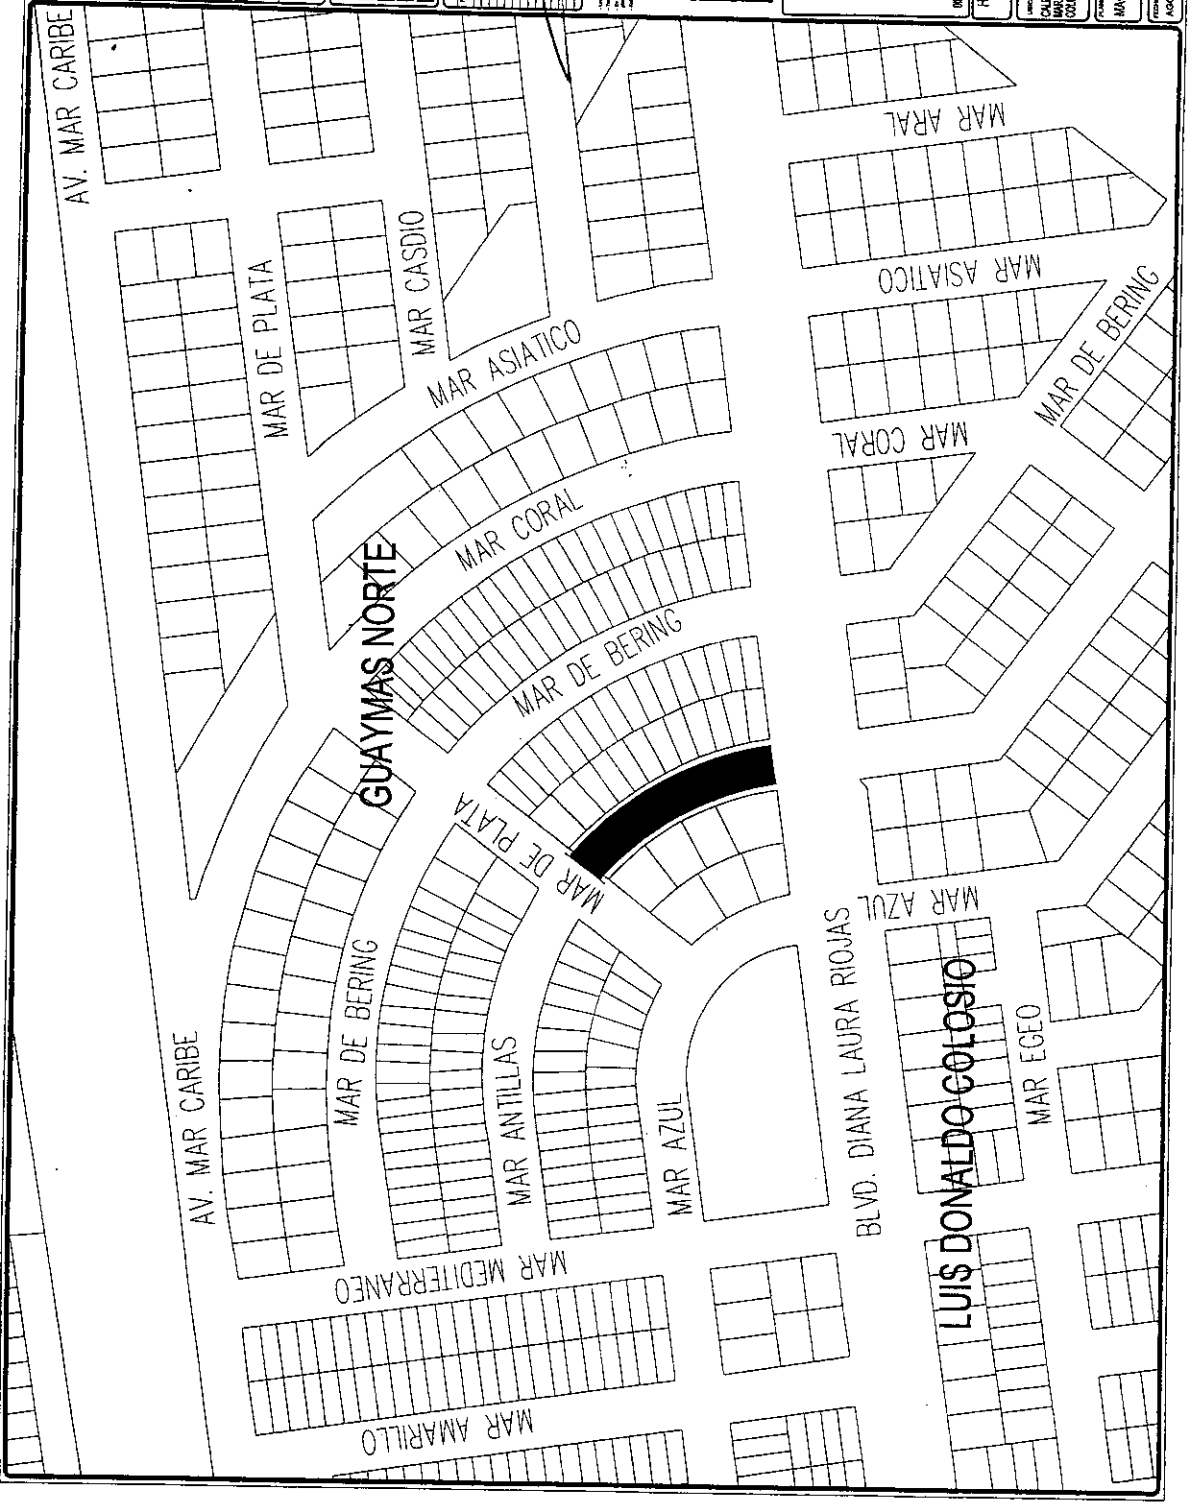 AV. MAR CARIBE
MAR DE PLATA
MAR CASDIO
MAR ASIATICO
MAR CORAL
GUAYMAS NORTE
MAR DE BERING
MAR DE PLATA
AV. MAR CARIBE
MAR DE BERING
MAR ANTILLAS
MAR AZUL
MAR MEDITERRANEO
MAR AMARILLO
MAR ARAL
MAR ASIATICO
MAR DE BERING
MAR CORAL
MAR AZUL
BLVD. DIANA LAURA RIOJAS
LUIS DONALDO COLOSIO
MAR EGEO